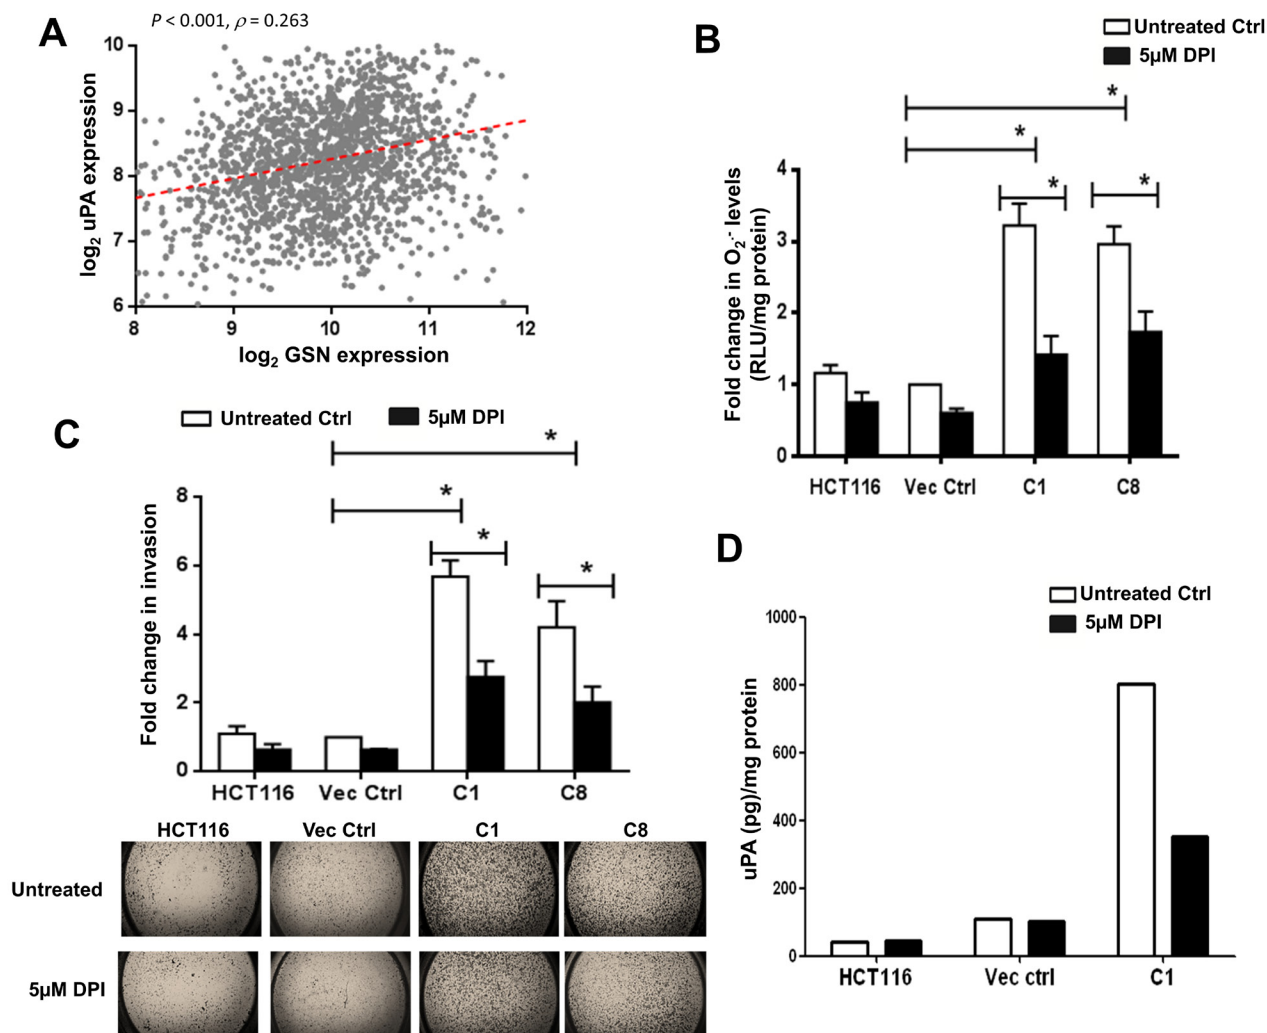 A
P < 0.001, ρ = 0.263
10
9
8
7
6
log2 uPA expression
8 9 10 11 12
log2 GSN expression
B
Untreated Ctrl
5µM DPI
*
*
* *
4
3
2
1
0
Fold change in O2·- levels
(RLU/mg protein)
HCT116 Vec Ctrl C1 C8
C
Untreated Ctrl 5µM DPI
*
*
*
*
8
6
4
2
0
Fold change in invasion
HCT116 Vec Ctrl C1 C8
HCT116 Vec Ctrl C1 C8
Untreated
5µM DPI
D
Untreated Ctrl
5µM DPI
1000
800
600
400
200
0
uPA (pg)/mg protein
HCT116 Vec ctrl C1